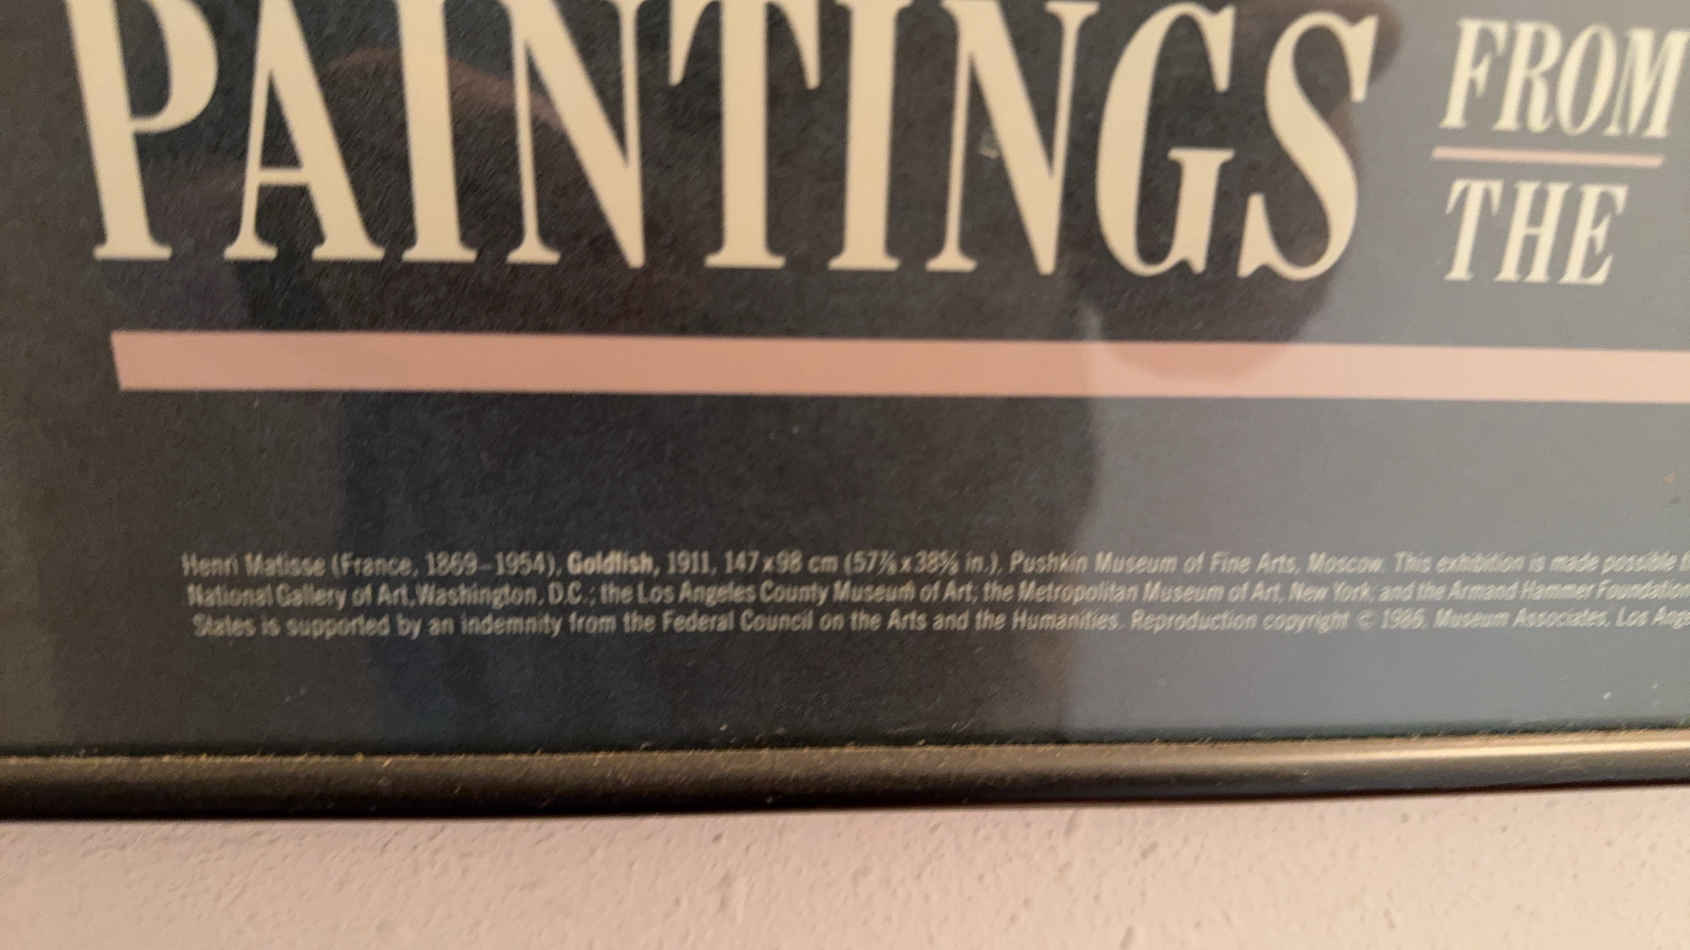 PAINTINGS FROM
THE
Henri Matisse (France, 1869–1954), Goldfish, 1911, 147 x 98 cm (57⅞ x 38⅝ in.), Pushkin Museum of Fine Arts, Moscow. This exhibition is made possible
National Gallery of Art, Washington, D.C.; the Los Angeles County Museum of Art; the Metropolitan Museum of Art, New York; and the Armand Hammer Foundation
States is supported by an indemnity from the Federal Council on the Arts and the Humanities. Reproduction copyright © 1986, Museum Associates, Los Ange